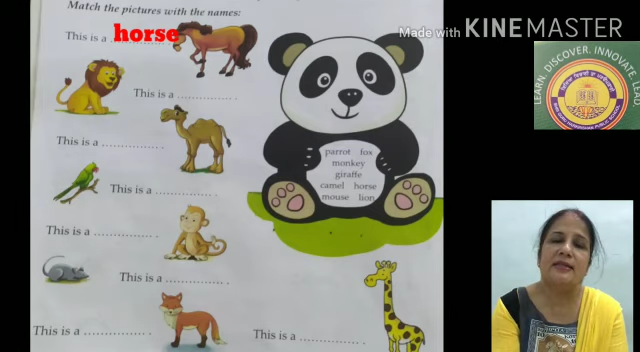 Match the pictures with the names:
This is a horse
This is a ............... .
This is a ............... .
This is a ............... .
This is a ............... .
This is a ............... .
This is a ............... .
This is a ............... .
parrot fox
monkey
giraffe
camel horse
mouse lion
Made with KINEMASTER
LEARN. DISCOVER. INNOVATE. LEAD